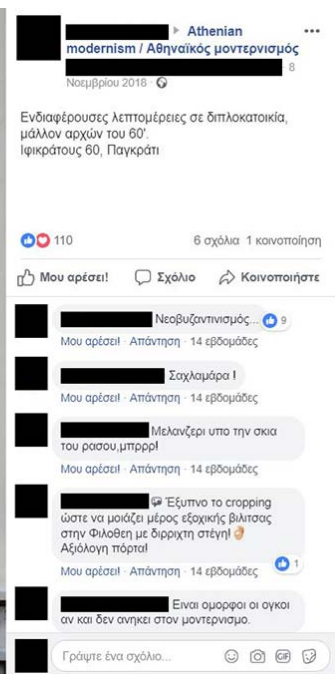 Athenian
modernism / Αθηναϊκός μοντερνισμός
8
Νοεμβρίου 2018 ·
Ενδιαφέρουσες λεπτομέρειες σε διπλοκατοικία,
μάλλον αρχών του 60'.
Ιφικράτους 60, Παγκράτι
110 6 σχόλια 1 κοινοποίηση
Μου αρέσει! Σχόλιο Κοινοποιήστε
Νεοβυζαντινισμός... 9
Μου αρέσει! · Απάντηση · 14 εβδομάδες
Σαχλαμάρα !
Μου αρέσει! · Απάντηση · 14 εβδομάδες
Μελανζερι υπο την σκια
του ρασου,μπρρρ!
Μου αρέσει! · Απάντηση · 14 εβδομάδες
Έξυπνο το cropping
ώστε να μοιάζει μέρος εξοχικής βιλιτσας
στην Φιλοθεη με διρριχτη στέγη!
Αξιόλογη πόρτα!
1
Μου αρέσει! · Απάντηση · 14 εβδομάδες
Ειναι ομορφοι οι ογκοι
αν και δεν ανηκει στον μοντερνισμο.
Γράψτε ένα σχόλιο... GIF